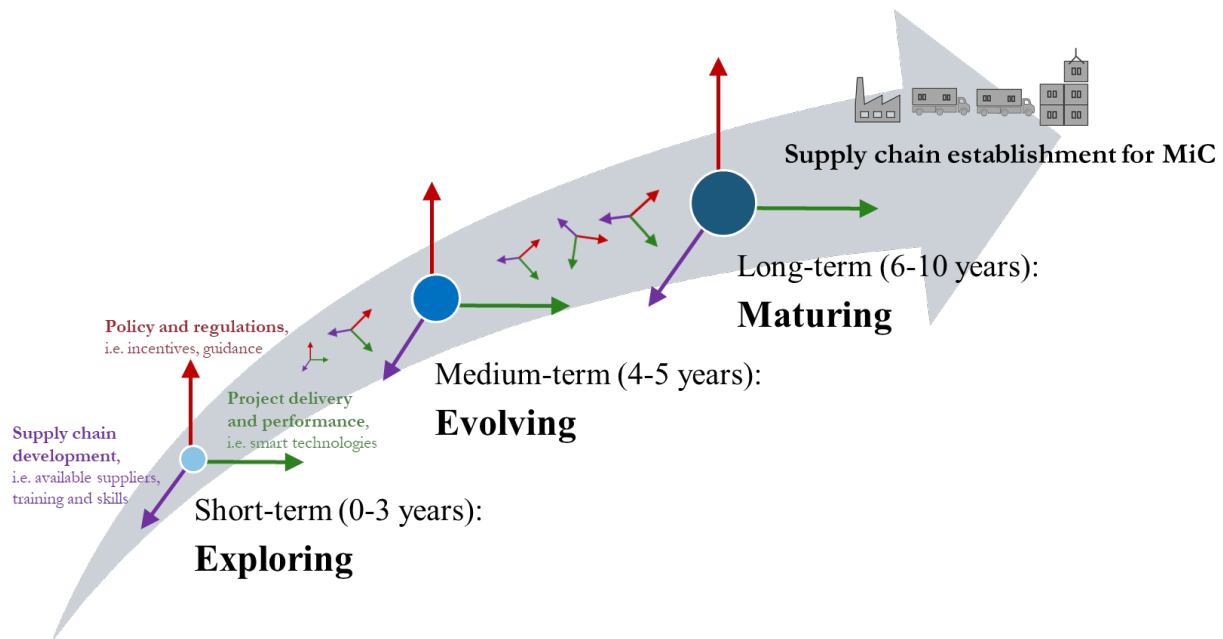 Supply chain establishment for MiC
Long-term (6-10 years):
Maturing
Policy and regulations,
i.e. incentives, guidance
Medium-term (4-5 years):
Evolving
Project delivery
and performance,
i.e. smart technologies
Supply chain
development,
i.e. available suppliers,
training and skills
Short-term (0-3 years):
Exploring